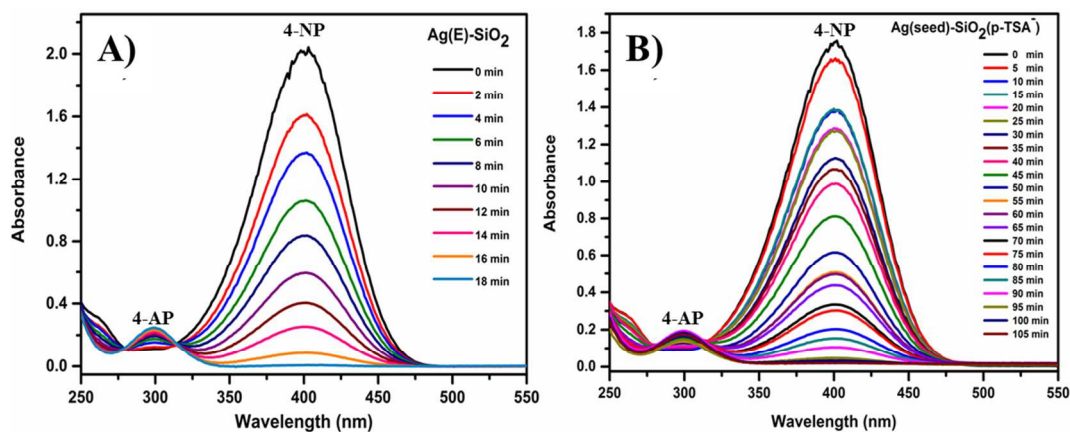 A)
4-NP
Ag(E)-SiO2
0 min
2 min
4 min
6 min
8 min
10 min
12 min
14 min
16 min
18 min
4-AP
2.0
1.6
1.2
0.8
0.4
0.0
Absorbance
250 300 350 400 450 500 550
Wavelength (nm)
B)
4-NP
Ag(seed)-SiO2(p-TSA-)
0 min
5 min
10 min
15 min
20 min
25 min
30 min
35 min
40 min
45 min
50 min
55 min
60 min
65 min
70 min
75 min
80 min
85 min
90 min
95 min
100 min
105 min
4-AP
1.8
1.6
1.4
1.2
1.0
0.8
0.6
0.4
0.2
0.0
Absorbance
250 300 350 400 450 500 550
Wavelength (nm)